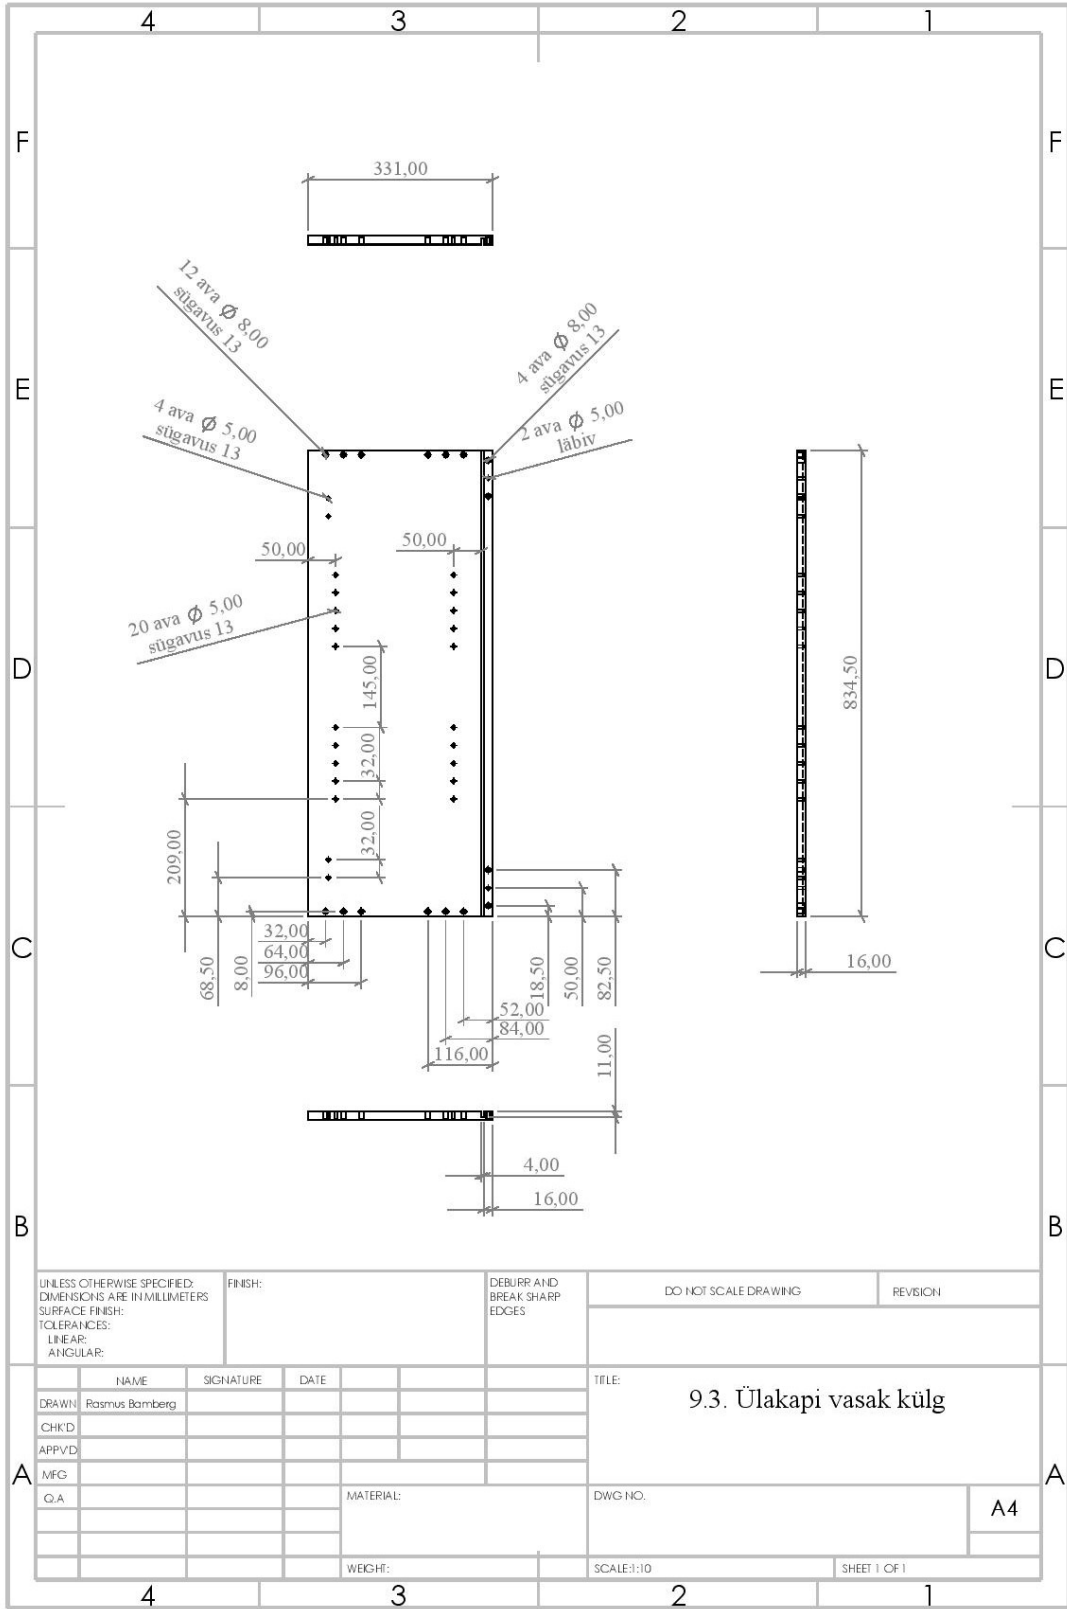 4
3
2
1
F
F
331,00
12 ava Ø 8,00
sügavus 13
4 ava Ø 8,00
sügavus 13
E
E
4 ava Ø 5,00
sügavus 13
2 ava Ø 5,00
läbiv
50,00
50,00
20 ava Ø 5,00
sügavus 13
D
D
145,00
834,50
32,00
209,00
32,00
C
C
32,00
64,00
96,00
68,50
8,00
18,50
50,00
82,50
16,00
52,00
84,00
116,00
11,00
4,00
16,00
B
B
UNLESS OTHERWISE SPECIFIED:
DIMENSIONS ARE IN MILLIMETERS
SURFACE FINISH:
TOLERANCES:
LINEAR:
ANGULAR:
FINISH:
DEBURR AND
BREAK SHARP
EDGES
DO NOT SCALE DRAWING
REVISION
NAME
SIGNATURE
DATE
TITLE:
DRAWN
Rasmus Bamberg
9.3. Ülakapi vasak külg
CHK'D
APPV'D
MFG
A
A
Q.A
MATERIAL:
DWG NO.
A4
WEIGHT:
SCALE:1:10
SHEET 1 OF 1
4
3
2
1